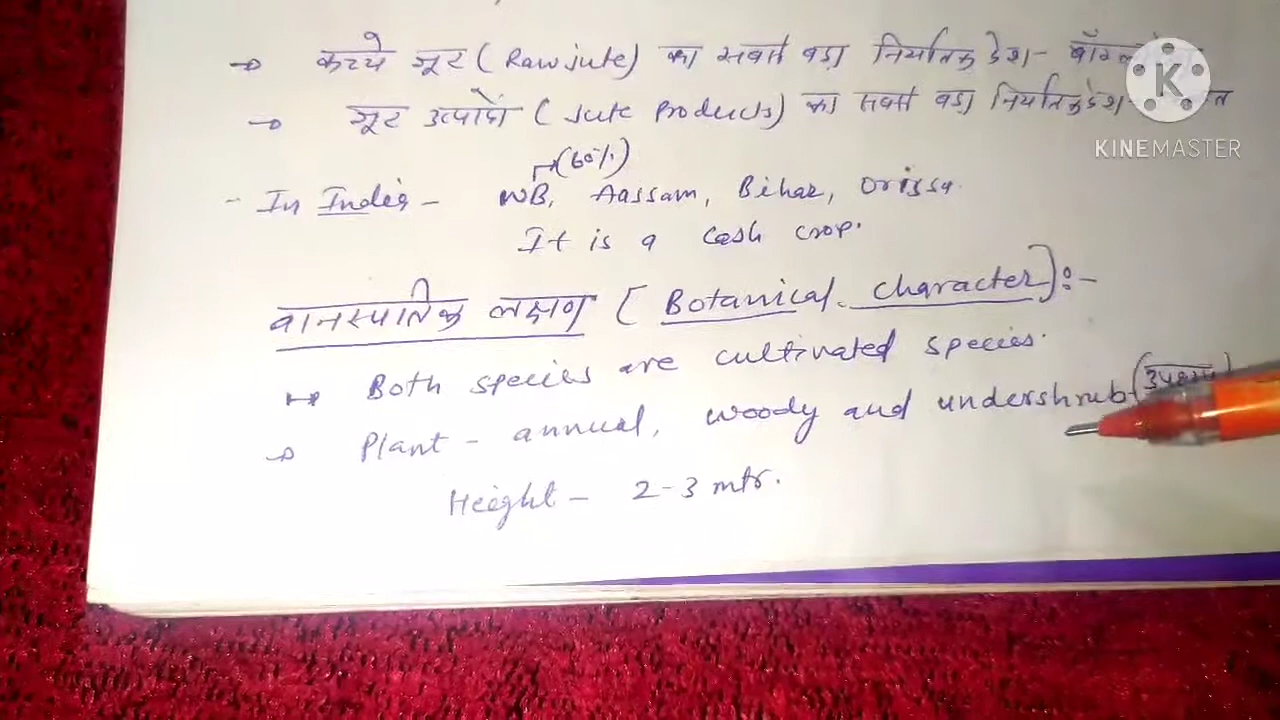 → कच्चे जूट (Raw jute) का सबसे बड़ा निर्यातक देश-
→ जूट उत्पादों (Jute Products) का सबसे बड़ा निर्यातक देश-
KINEMASTER
K
(60%)
- In India - WB, Aassam, Bihar, Orissa.
It is a cash crop.
वानस्पतिक लक्षण [Botanical character]:-
→ Both species are cultivated species.
→ Plant - annual, woody and undershrub
Height - 2-3 mtr.